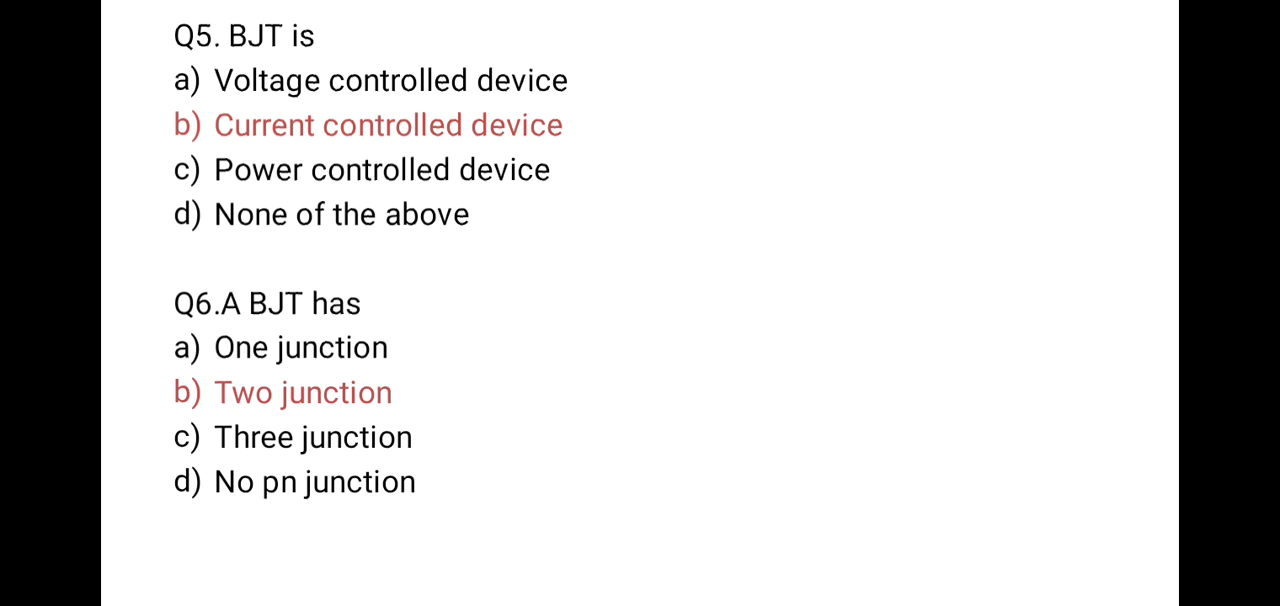 Q5. BJT is
a) Voltage controlled device
b) Current controlled device
c) Power controlled device
d) None of the above
Q6.A BJT has
a) One junction
b) Two junction
c) Three junction
d) No pn junction